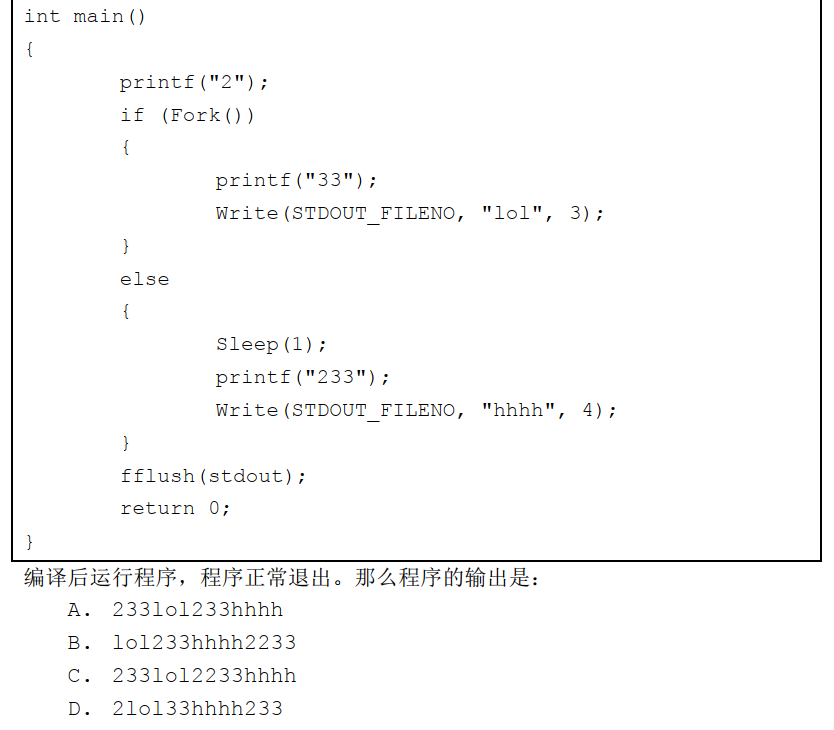 int main()
{
printf("2");
if (Fork())
{
printf("33");
Write(STDOUT_FILENO, "lol", 3);
}
else
{
Sleep(1);
printf("233");
Write(STDOUT_FILENO, "hhhh", 4);
}
fflush(stdout);
return 0;
}
编译后运行程序，程序正常退出。那么程序的输出是：
A. 233lol233hhhh
B. lol233hhhh2233
C. 233lol2233hhhh
D. 2lol33hhhh233